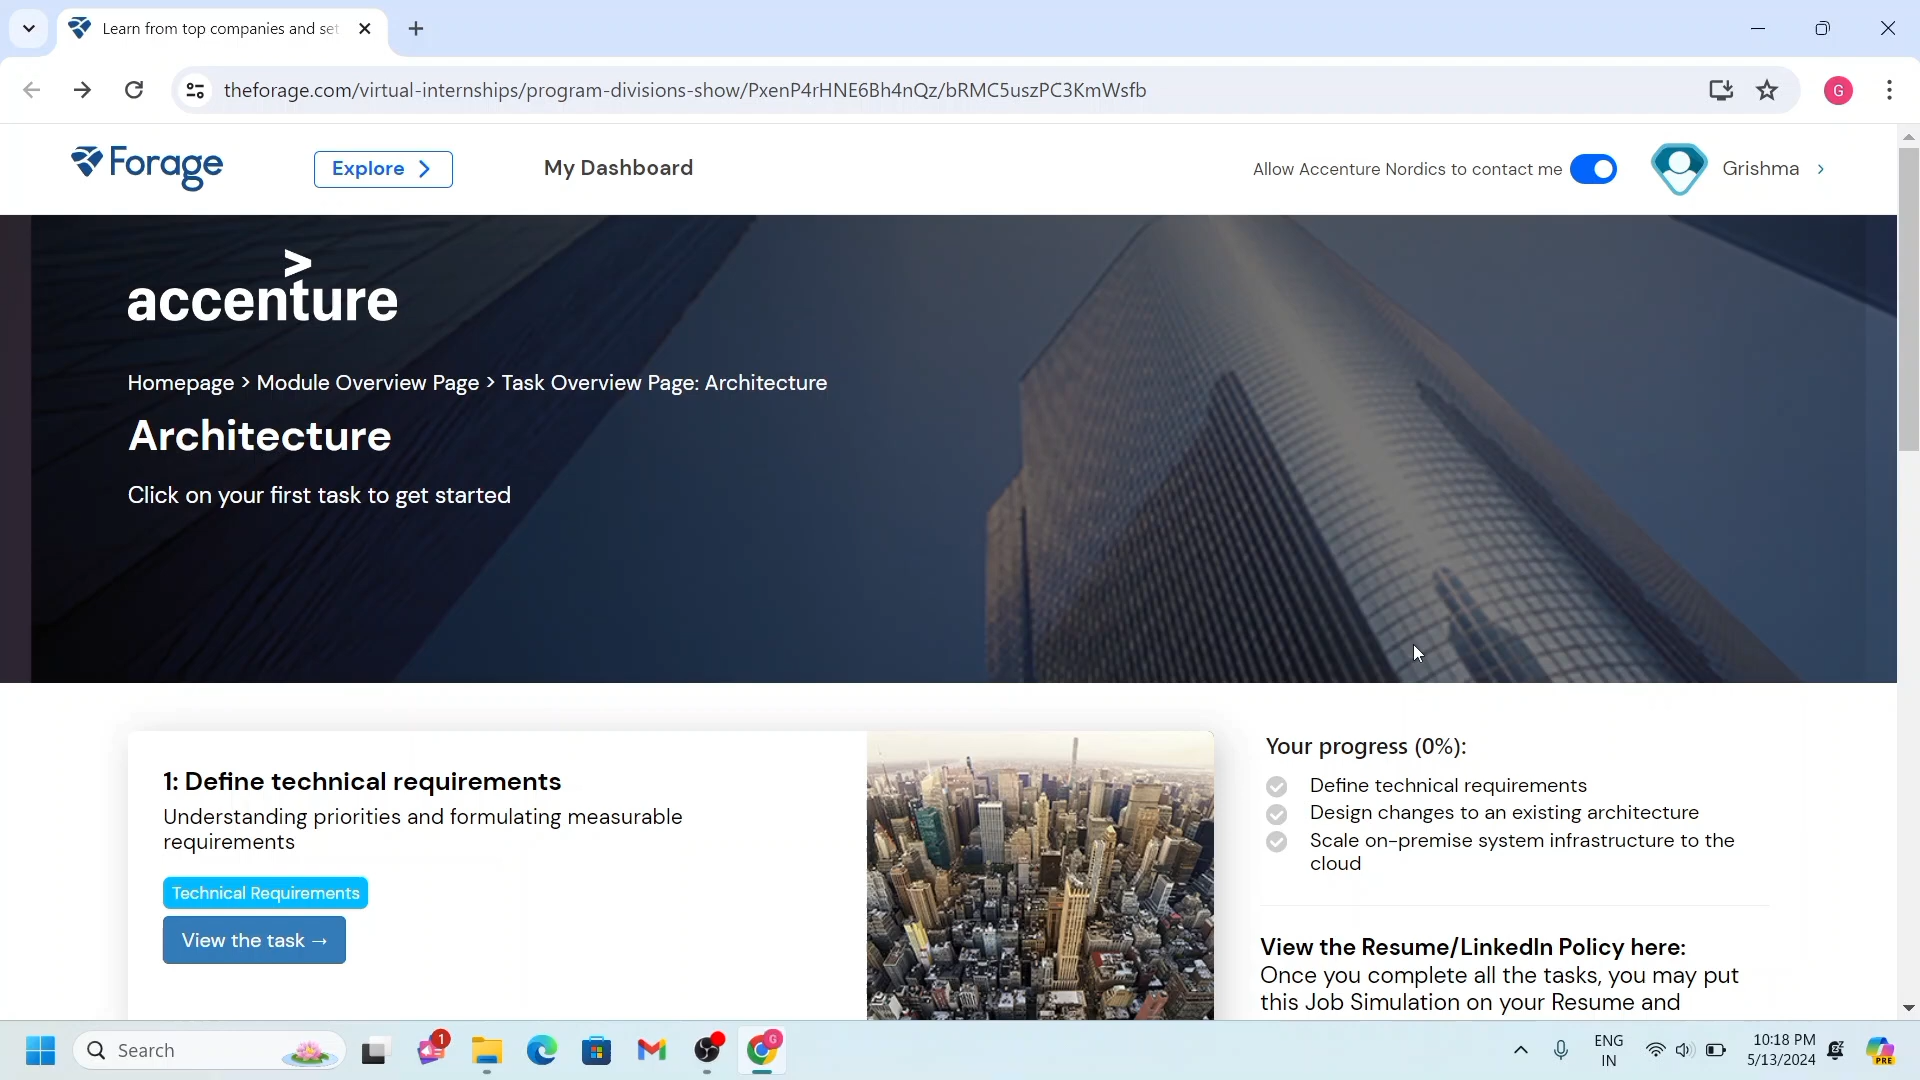 Learn from top companies and set
theforage.com/virtual-internships/program-divisions-show/PxenP4rHNE6Bh4nQz/bRMC5uszPC3KmWsfb
G
Forage
Explore
My Dashboard
Allow Accenture Nordics to contact me
Grishma
accenture
Homepage > Module Overview Page > Task Overview Page: Architecture
Architecture
Click on your first task to get started
1: Define technical requirements
Understanding priorities and formulating measurable
requirements
Technical Requirements
View the task →
Your progress (0%):
Define technical requirements
Design changes to an existing architecture
Scale on-premise system infrastructure to the
cloud
View the Resume/LinkedIn Policy here:
Once you complete all the tasks, you may put
this Job Simulation on your Resume and
Search
1
G
ENG
IN
10:18 PM
5/13/2024
PRE